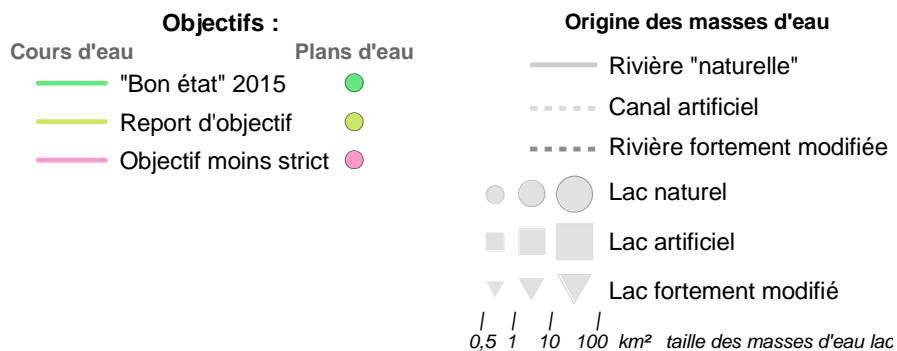 Objectifs :
Cours d'eau
Plans d'eau
"Bon état" 2015
Report d'objectif
Objectif moins strict
Origine des masses d'eau
Rivière "naturelle"
Canal artificiel
Rivière fortement modifiée
Lac naturel
Lac artificiel
Lac fortement modifié
0,5 1 10 100 km² taille des masses d'eau lac